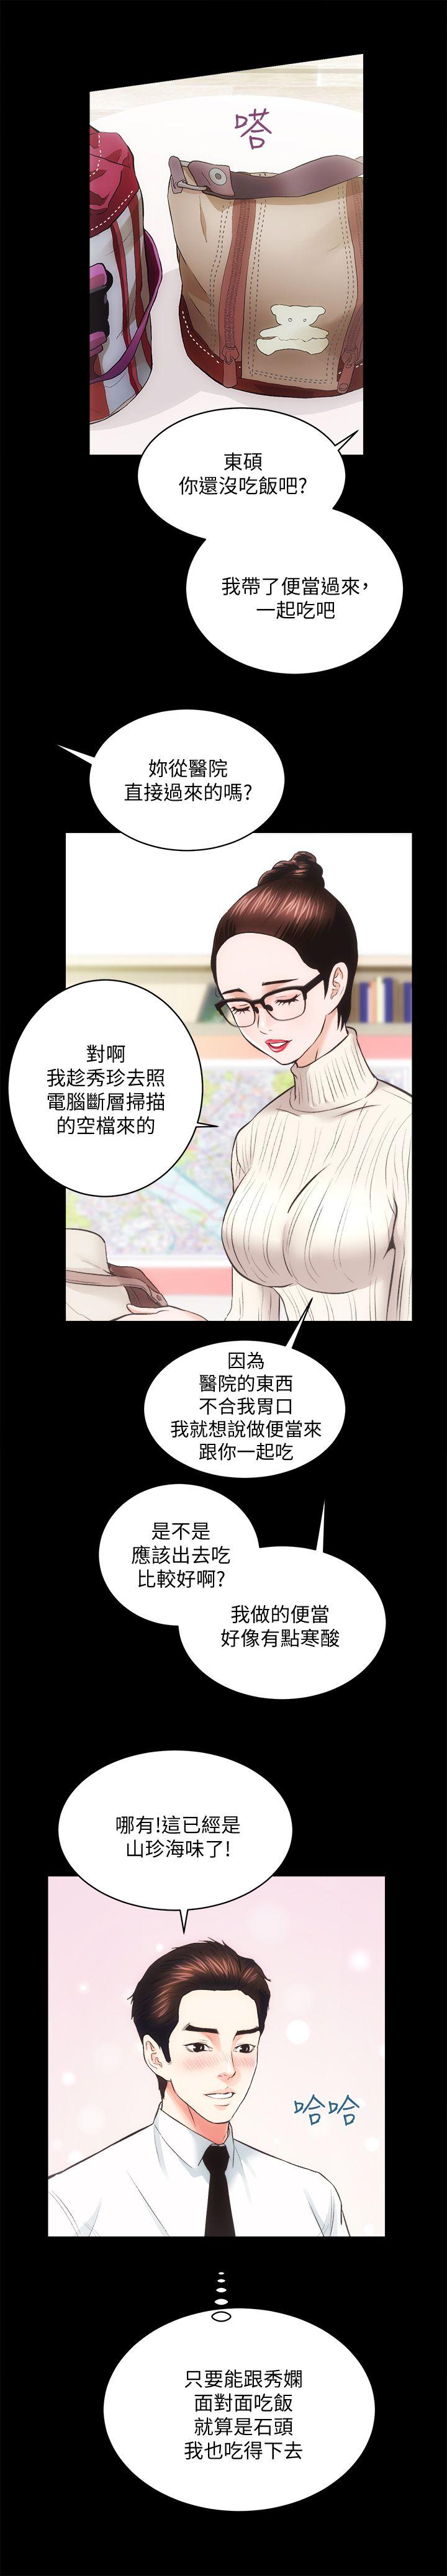 嗒
東碩
你還沒吃飯吧?
我帶了便當過來,
一起吃吧
妳從醫院
直接過來的嗎?
對啊
我趁秀珍去照
電腦斷層掃描
的空檔來的
因為
醫院的東西
不合我胃口
我就想說做便當來
跟你一起吃
是不是
應該出去吃
比較好啊?
我做的便當
好像有點寒酸
哪有!這已經是
山珍海味了!
哈哈
只要能跟秀嫻
面對面吃飯
就算是石頭
我也吃得下去